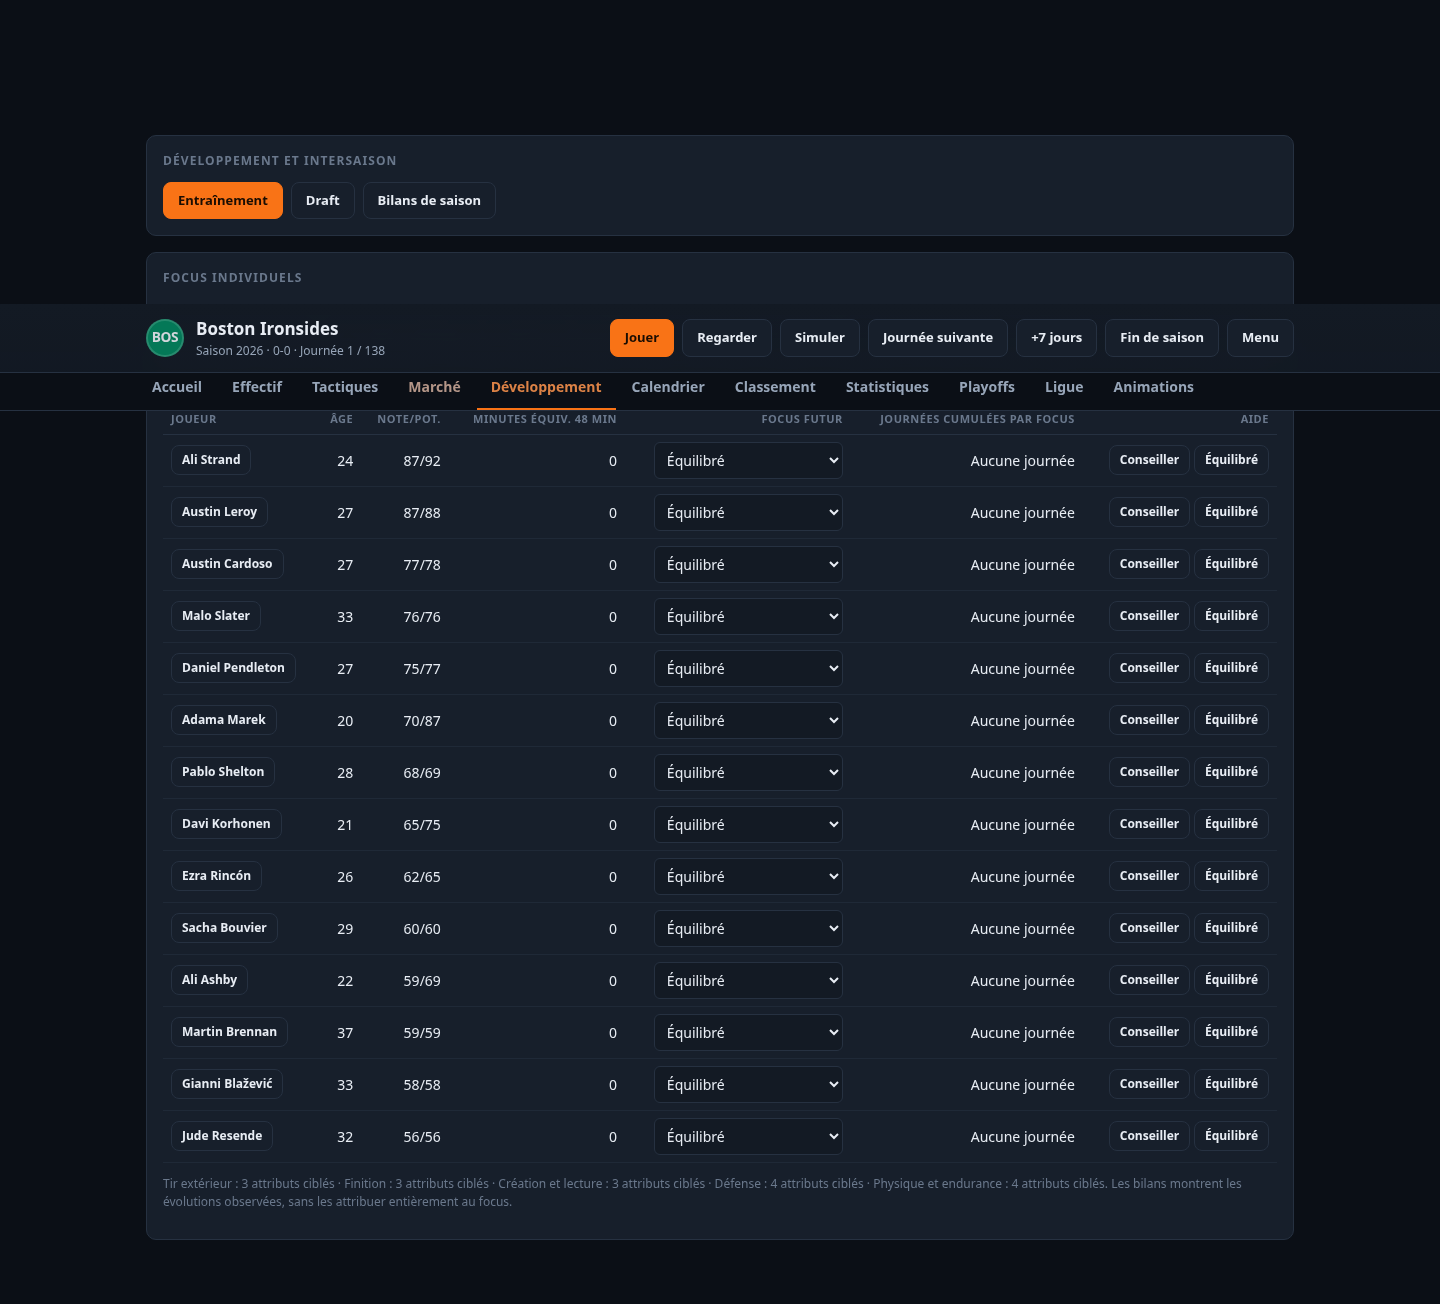 DÉVELOPPEMENT ET INTERSAISON
Entraînement Draft Bilans de saison
FOCUS INDIVIDUELS
BOS Boston Ironsides
Saison 2026 · 0-0 · Journée 1 / 138
Jouer Regarder Simuler Journée suivante +7 jours Fin de saison Menu
Accueil Effectif Tactiques Marché Développement Calendrier Classement Statistiques Playoffs Ligue Animations
JOUEUR ÂGE NOTE/POT. MINUTES ÉQUIV. 48 MIN FOCUS FUTUR JOURNÉES CUMULÉES PAR FOCUS AIDE
Ali Strand 24 87/92 0 Équilibré Aucune journée Conseiller Équilibré
Austin Leroy 27 87/88 0 Équilibré Aucune journée Conseiller Équilibré
Austin Cardoso 27 77/78 0 Équilibré Aucune journée Conseiller Équilibré
Malo Slater 33 76/76 0 Équilibré Aucune journée Conseiller Équilibré
Daniel Pendleton 27 75/77 0 Équilibré Aucune journée Conseiller Équilibré
Adama Marek 20 70/87 0 Équilibré Aucune journée Conseiller Équilibré
Pablo Shelton 28 68/69 0 Équilibré Aucune journée Conseiller Équilibré
Davi Korhonen 21 65/75 0 Équilibré Aucune journée Conseiller Équilibré
Ezra Rincón 26 62/65 0 Équilibré Aucune journée Conseiller Équilibré
Sacha Bouvier 29 60/60 0 Équilibré Aucune journée Conseiller Équilibré
Ali Ashby 22 59/69 0 Équilibré Aucune journée Conseiller Équilibré
Martin Brennan 37 59/59 0 Équilibré Aucune journée Conseiller Équilibré
Gianni Blažević 33 58/58 0 Équilibré Aucune journée Conseiller Équilibré
Jude Resende 32 56/56 0 Équilibré Aucune journée Conseiller Équilibré
Tir extérieur : 3 attributs ciblés · Finition : 3 attributs ciblés · Création et lecture : 3 attributs ciblés · Défense : 4 attributs ciblés · Physique et endurance : 4 attributs ciblés. Les bilans montrent les
évolutions observées, sans les attribuer entièrement au focus.